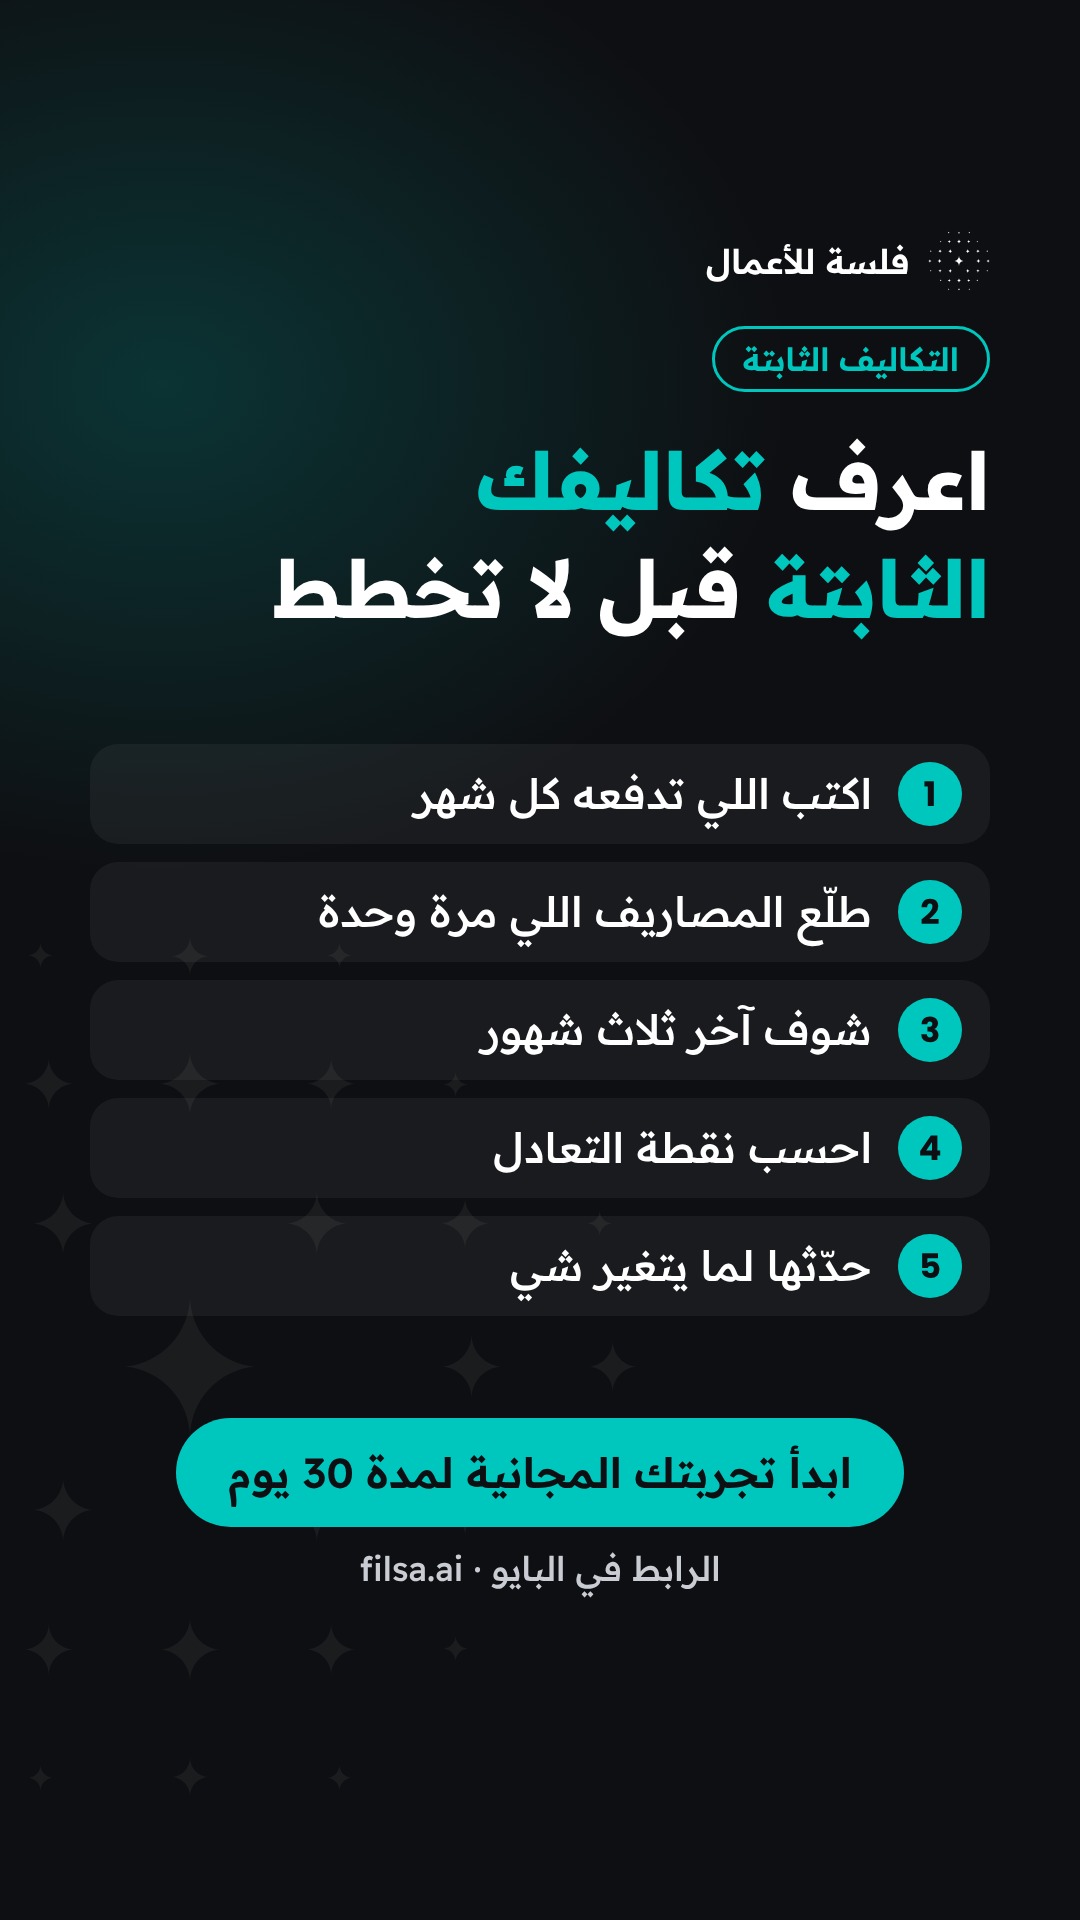 فلسة للأعمال
التكاليف الثابتة
اعرف تكاليفك
الثابتة قبل لا تخطط
1 اكتب اللي تدفعه كل شهر
2 طلّع المصاريف اللي مرة وحدة
3 شوف آخر ثلاث شهور
4 احسب نقطة التعادل
5 حدّثها لما يتغير شي
ابدأ تجربتك المجانية لمدة 30 يوم
الرابط في البايو · filsa.ai